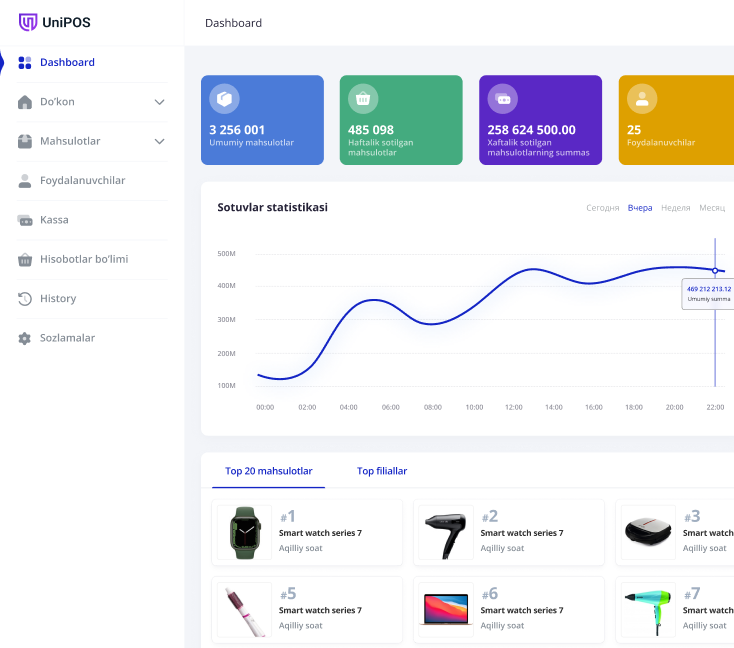 UniPOS
Dashboard
Dashboard
Do'kon
Mahsulotlar
Foydalanuvchilar
Kassa
Hisobotlar bo'limi
History
Sozlamalar
3 256 001
Umumiy mahsulotlar
485 098
Haftalik sotilgan
mahsulotlar
258 624 500.00
Xaftalik sotilgan
mahsulotlarning summas
25
Foydalanuvchilar
Sotuvlar statistikasi
Сегодня Вчера Неделя Месяц
500M
400M
300M
200M
100M
469 212 213.12
Umumiy summa
00:00 02:00 04:00 06:00 08:00 10:00 12:00 14:00 16:00 18:00 20:00 22:00
Top 20 mahsulotlar Top filiallar
#1
Smart watch series 7
Aqilliy soat
#2
Smart watch series 7
Aqilliy soat
#3
Smart watch
Aqilliy soat
#5
Smart watch series 7
Aqilliy soat
#6
Smart watch series 7
Aqilliy soat
#7
Smart watch
Aqilliy soat